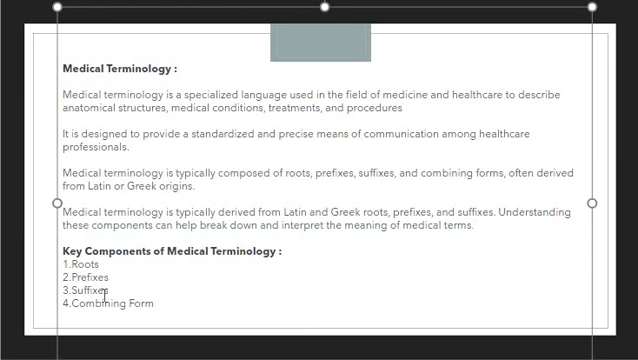 Medical Terminology :
Medical terminology is a specialized language used in the field of medicine and healthcare to describe
anatomical structures, medical conditions, treatments, and procedures
It is designed to provide a standardized and precise means of communication among healthcare
professionals.
Medical terminology is typically composed of roots, prefixes, suffixes, and combining forms, often derived
from Latin or Greek origins.
Medical terminology is typically derived from Latin and Greek roots, prefixes, and suffixes. Understanding
these components can help break down and interpret the meaning of medical terms.
Key Components of Medical Terminology :
1.Roots
2.Prefixes
3.Suffixes
4.Combining Form